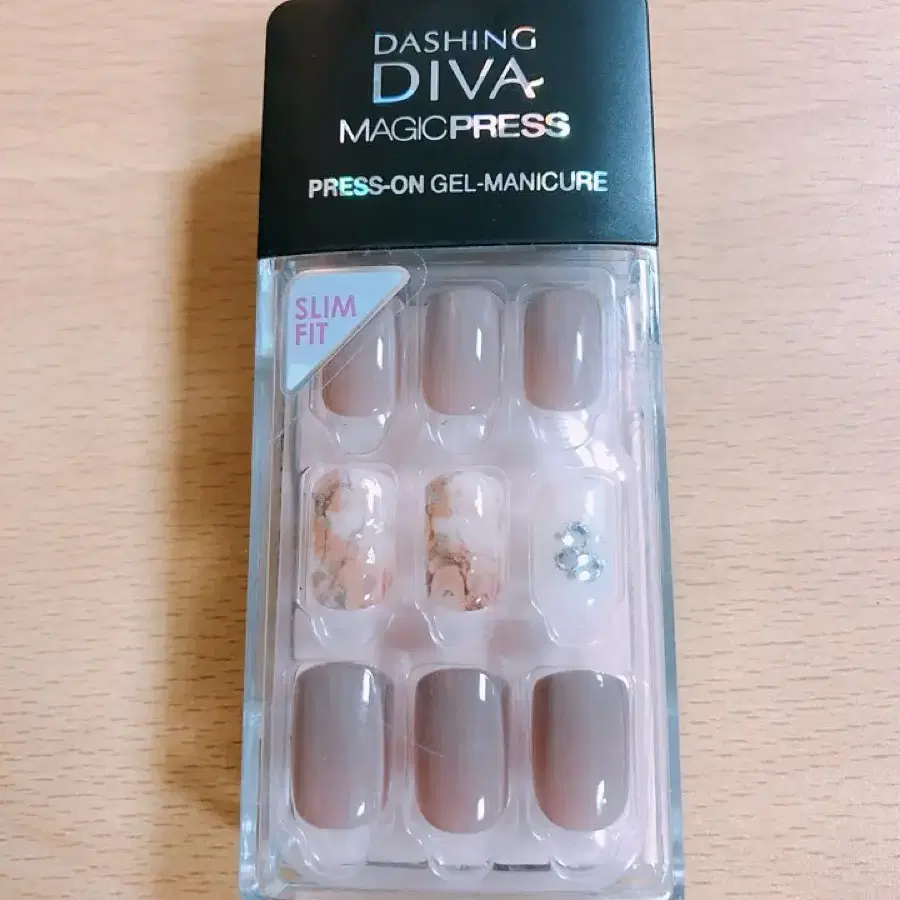 DASHING
DIVA
MAGICPRESS
PRESS-ON GEL-MANICURE
SLIM
FIT